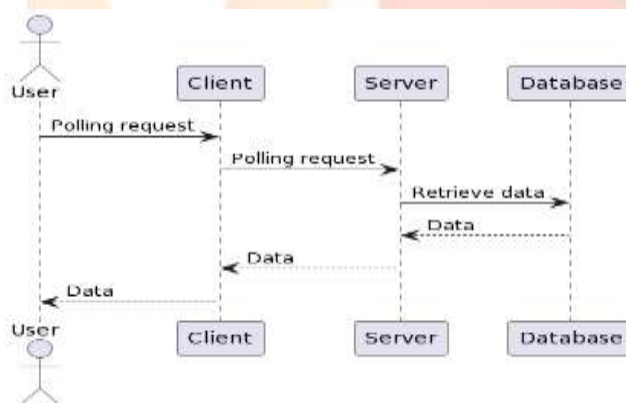 User
Client
Server
Database
Polling request
Polling request
Retrieve data
Data
Data
Data
User
Client
Server
Database